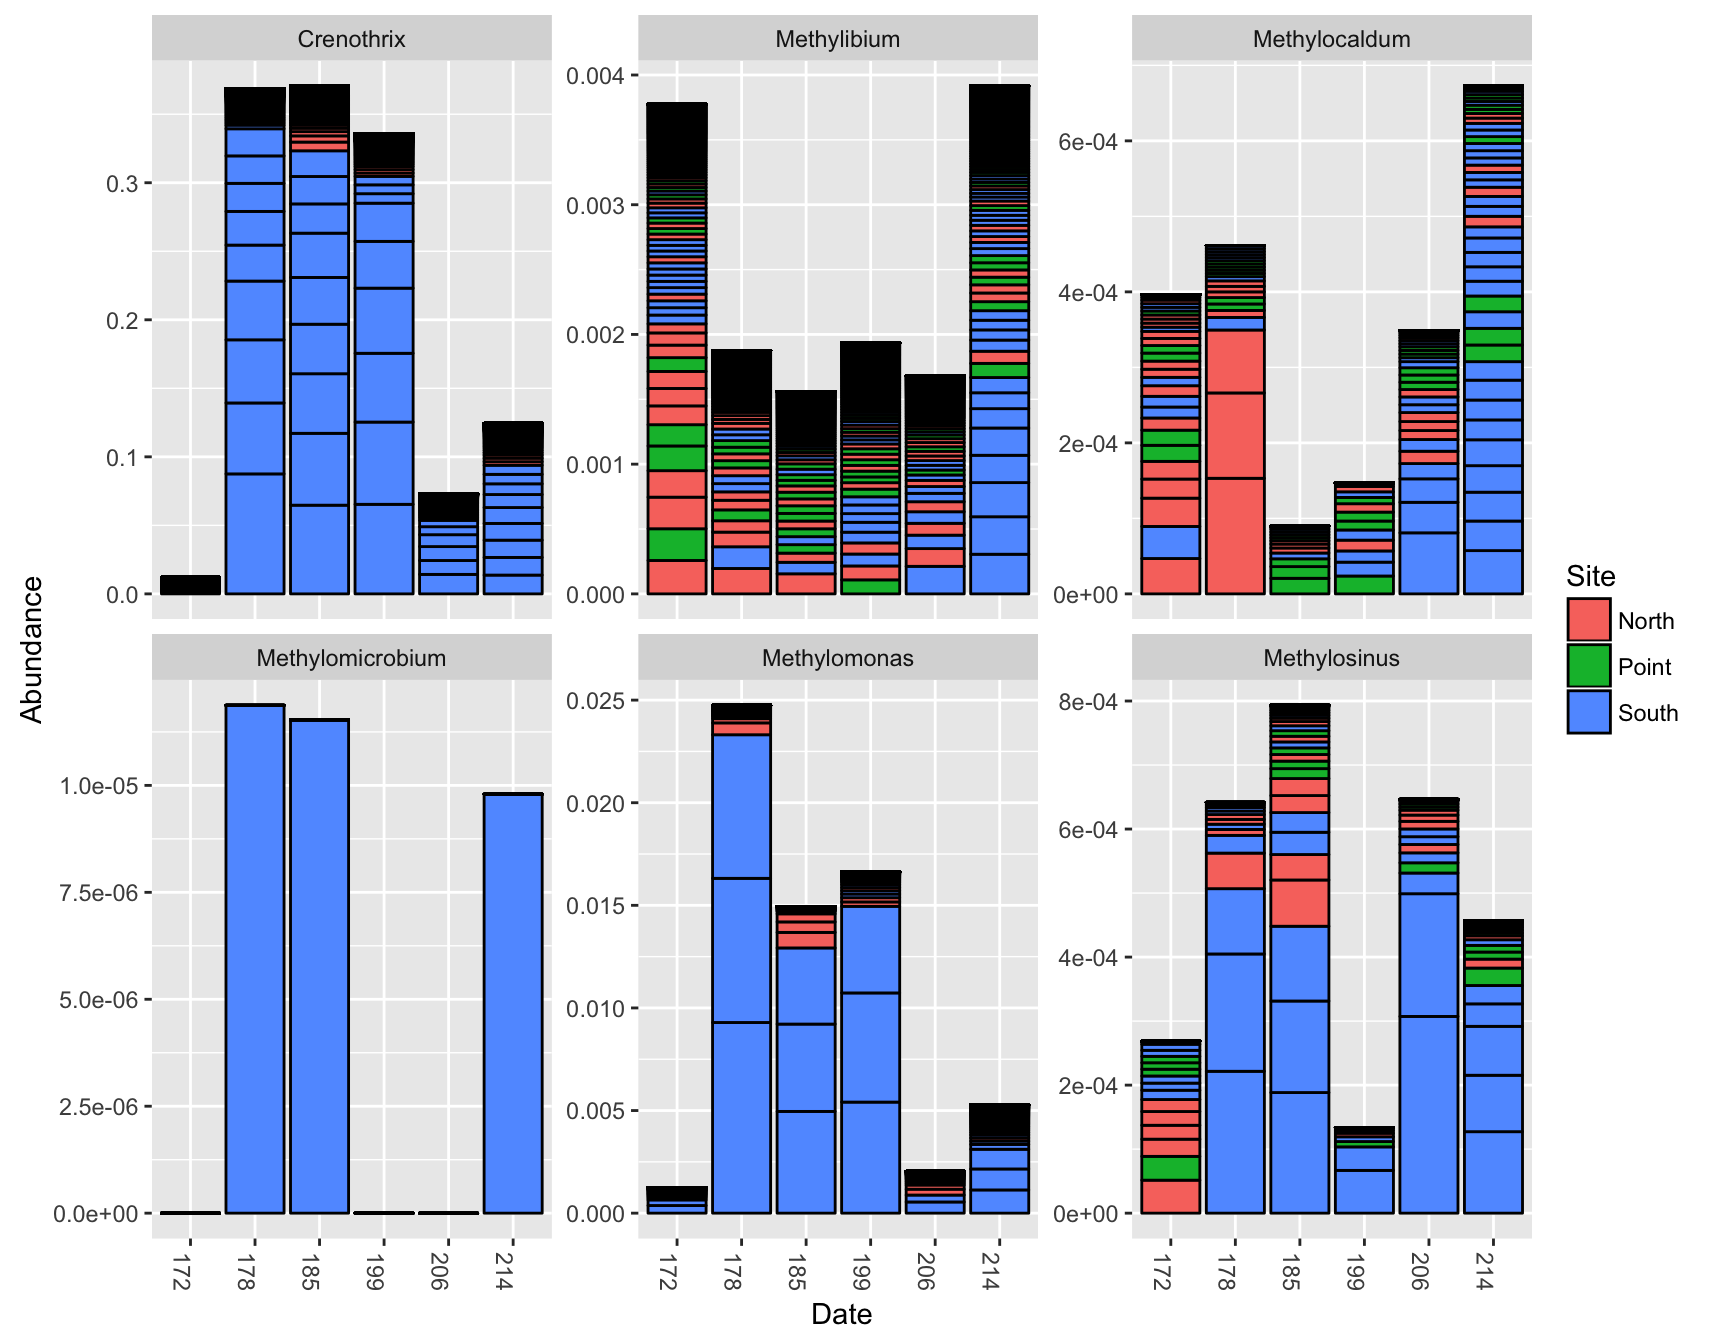 Crenothrix
Methylibium
Methylocaldum
0.3
0.2
0.1
0.0
0.004
0.003
0.002
0.001
0.000
6e-04
4e-04
2e-04
0e+00
Abundance
Methylomicrobium
Methylomonas
Methylosinus
1.0e-05
7.5e-06
5.0e-06
2.5e-06
0.0e+00
0.025
0.020
0.015
0.010
0.005
0.000
8e-04
6e-04
4e-04
2e-04
0e+00
172 178 185 199 206 214
172 178 185 199 206 214
172 178 185 199 206 214
Date
Site
North
Point
South